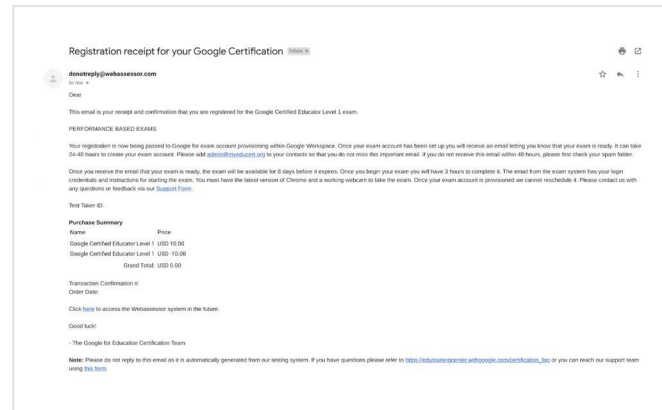 Registration receipt for your Google Certification Inbox ×
donotreply@webassessor.com
to me
Dear
This email is your receipt and confirmation that you are registered for the Google Certified Educator Level 1 exam.
PERFORMANCE BASED EXAMS
Your registration is now being passed to Google for exam account provisioning within Google Workspace. Once your exam account has been set up you will receive an email letting you know that your exam is ready. It can take
24-48 hours to create your exam account. Please add admin@myeducert.org to your contacts so that you do not miss this important email. If you do not receive this email within 48 hours, please first check your spam folder.
Once you receive the email that your exam is ready, the exam will be available for 8 days before it expires. Once you begin your exam you will have 3 hours to complete it. The email from the exam system has your login
credentials and instructions for starting the exam. You must have the latest version of Chrome and a working webcam to take the exam. Once your exam account is provisioned we cannot reschedule it. Please contact us with
any questions or feedback via our Support Form.
Test Taker ID:
Purchase Summary
Name Price
Google Certified Educator Level 1 USD 10.00
Google Certified Educator Level 1 USD -10.00
Grand Total: USD 0.00
Transaction Confirmation #:
Order Date:
Click here to access the Webassessor system in the future.
Good luck!
- The Google for Education Certification Team
Note: Please do not reply to this email as it is automatically generated from our testing system. If you have questions please refer to https://edutrainingcenter.withgoogle.com/certification_faq or you can reach our support team
using this form.